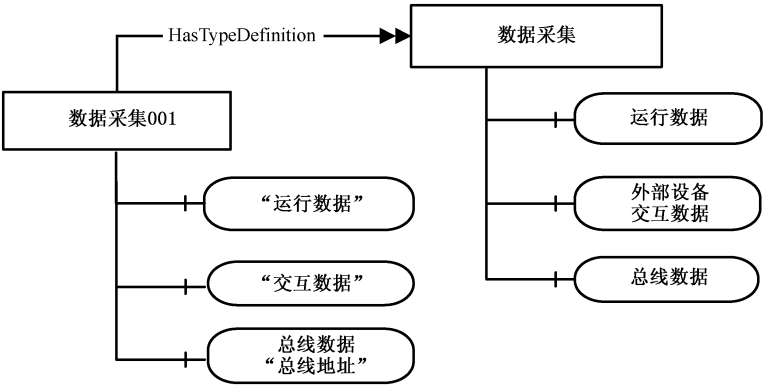 HasTypeDefinition
数据采集
数据采集001
运行数据
“运行数据”
外部设备
交互数据
“交互数据”
总线数据
总线数据
“总线地址”